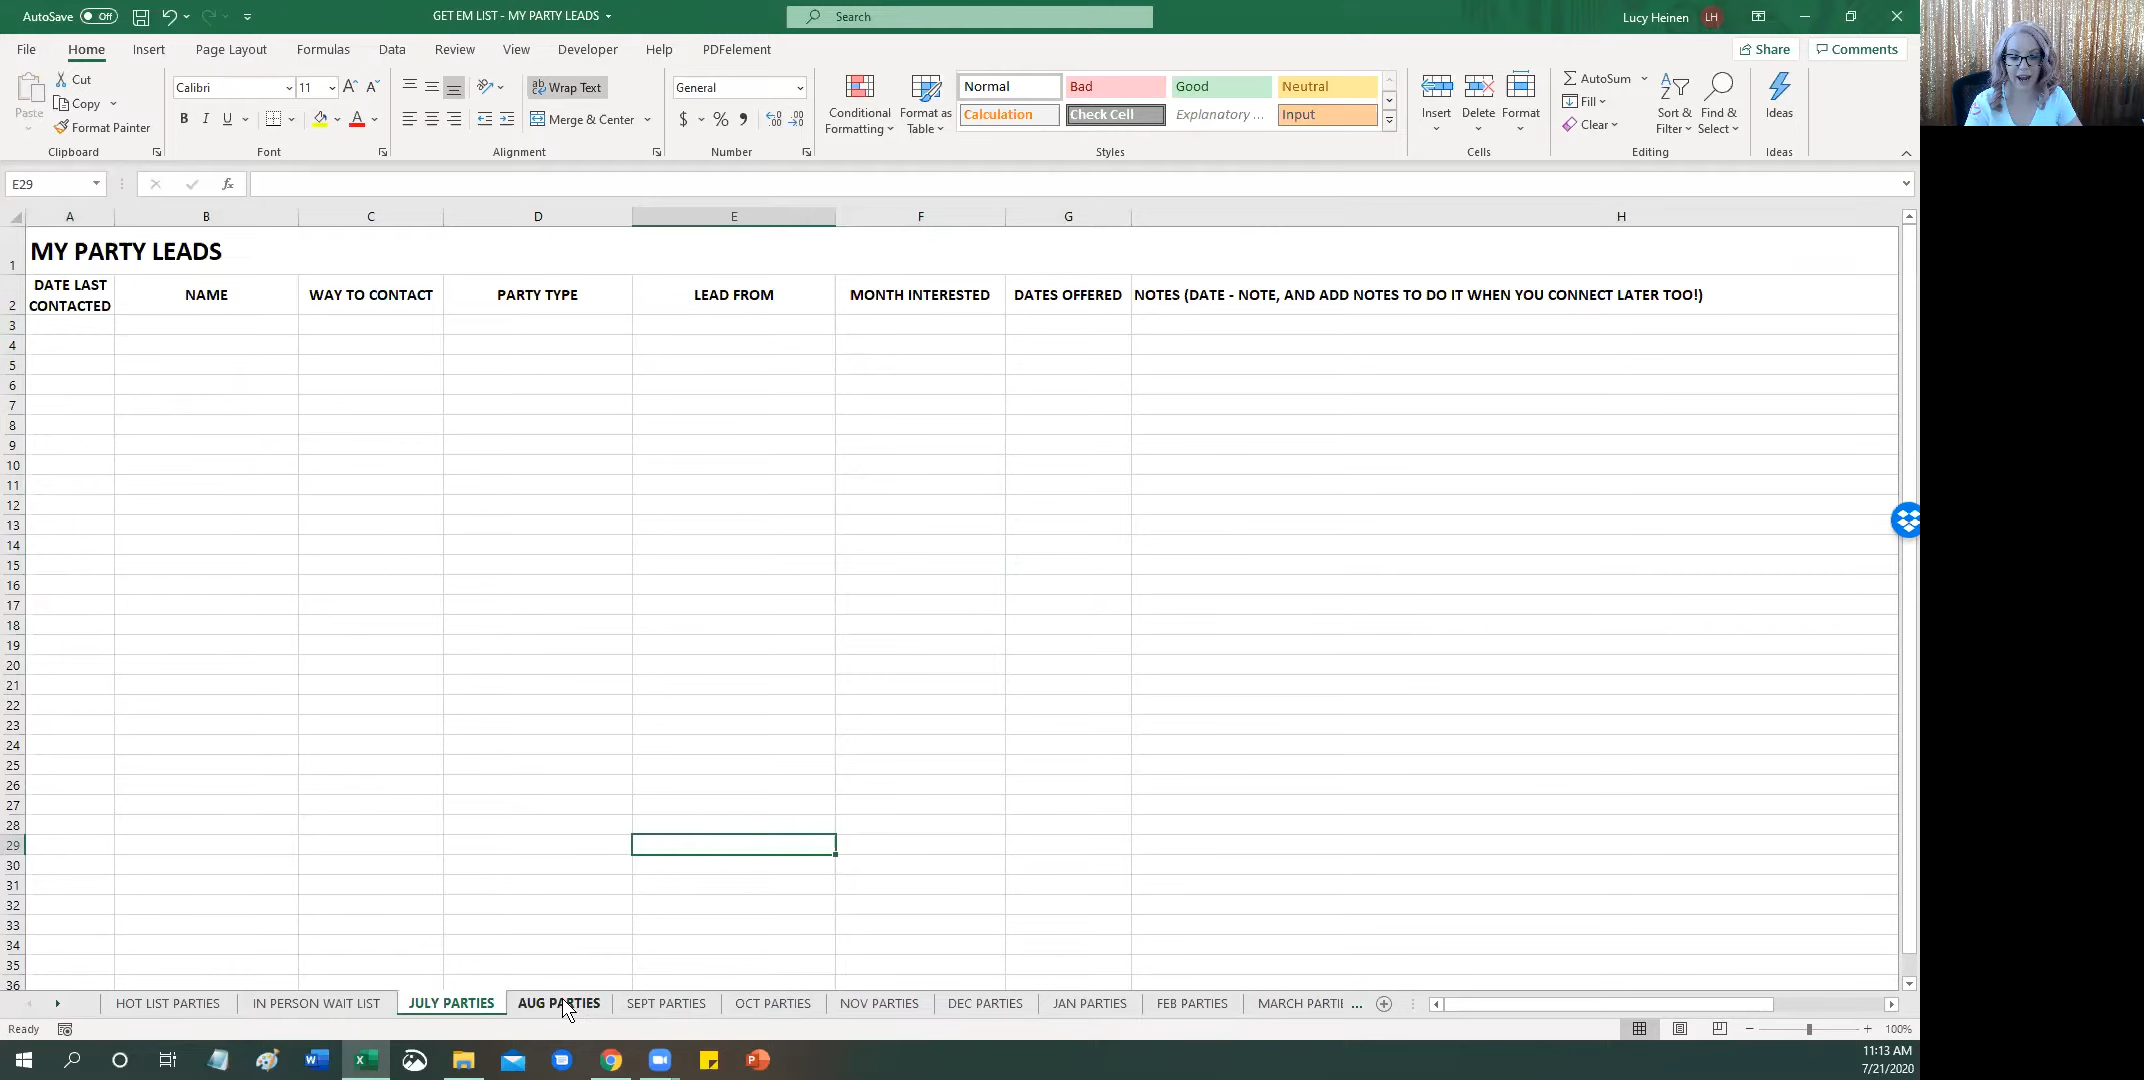 AutoSave Off GET EM LIST - MY PARTY LEADS Search Lucy Heinen LH
File Home Insert Page Layout Formulas Data Review View Developer Help PDFelement Share Comments
Paste Cut Copy Format Painter Clipboard
Calibri 11 A A B I U A Font
Wrap Text Merge & Center Alignment
General $ % Number
Conditional Formatting Format as Table Normal Bad Good Neutral Calculation Check Cell Explanatory ... Input Styles
Insert Delete Format Cells
AutoSum Fill Clear Sort & Filter Find & Select Editing
Ideas Ideas
E29 fx
A B C D E F G H
1 MY PARTY LEADS
2 DATE LAST CONTACTED NAME WAY TO CONTACT PARTY TYPE LEAD FROM MONTH INTERESTED DATES OFFERED NOTES (DATE - NOTE, AND ADD NOTES TO DO IT WHEN YOU CONNECT LATER TOO!)
3
4
5
6
7
8
9
10
11
12
13
14
15
16
17
18
19
20
21
22
23
24
25
26
27
28
29
30
31
32
33
34
35
36
HOT LIST PARTIES IN PERSON WAIT LIST JULY PARTIES AUG PARTIES SEPT PARTIES OCT PARTIES NOV PARTIES DEC PARTIES JAN PARTIES FEB PARTIES MARCH PARTIE ...
Ready 100%
11:13 AM
7/21/2020